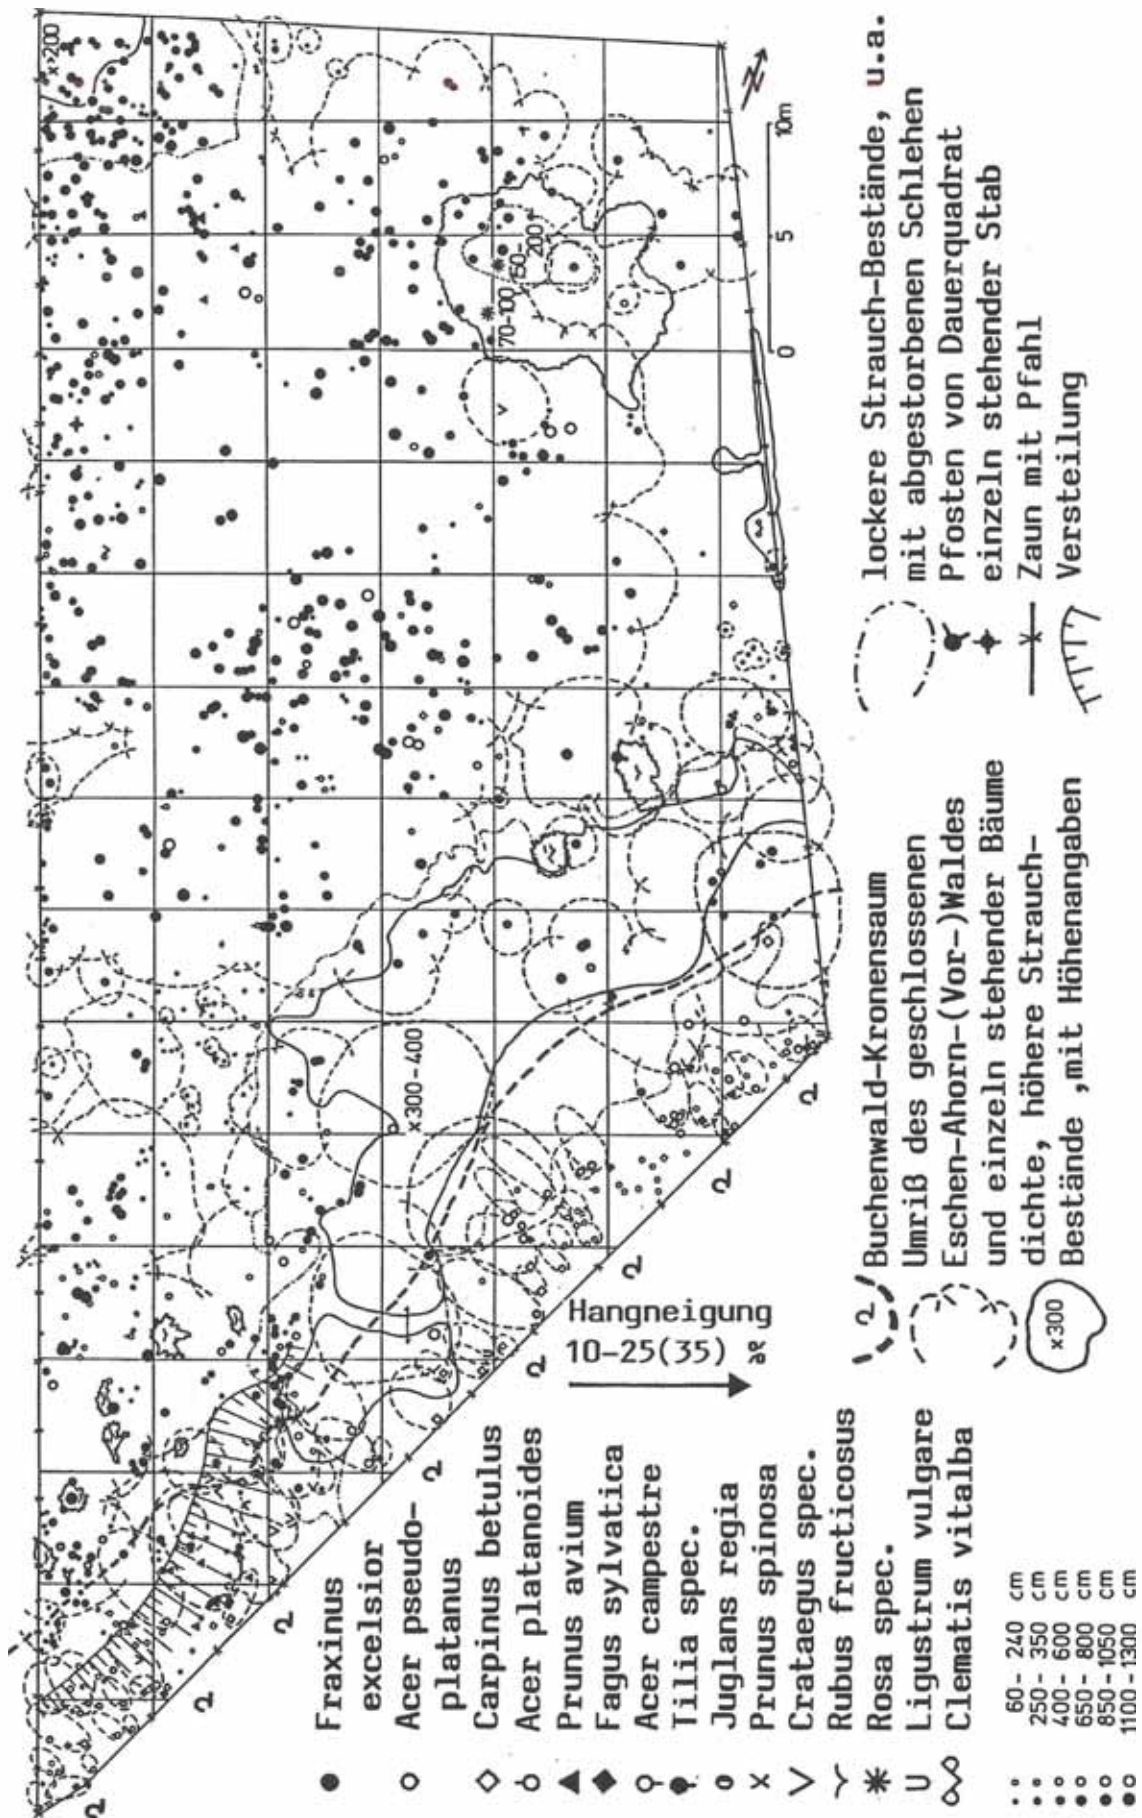 x>200
70-100
150-
200
x300-400
0
5
10m
Hangneigung
10-25(35)
Fraxinus
excelsior
Acer pseudo-
platanus
Carpinus betulus
Acer platanoides
Prunus avium
Fagus sylvatica
Acer campestre
Tilia spec.
Juglans regia
Prunus spinosa
Crataegus spec.
Rubus fructicosus
Rosa spec.
Ligustrum vulgare
Clematis vitalba
60- 240 cm
250- 350 cm
400- 600 cm
650- 800 cm
850-1050 cm
1100-1300 cm
Buchenwald-Kronensaum
Umriß des geschlossenen
Eschen-Ahorn-(Vor-)Waldes
und einzeln stehender Bäume
x300
dichte, höhere Strauch-
Bestände ,mit Höhenangaben
lockere Strauch-Bestände, u.a.
mit abgestorbenen Schlehen
Pfosten von Dauerquadrat
einzeln stehender Stab
Zaun mit Pfahl
Versteilung